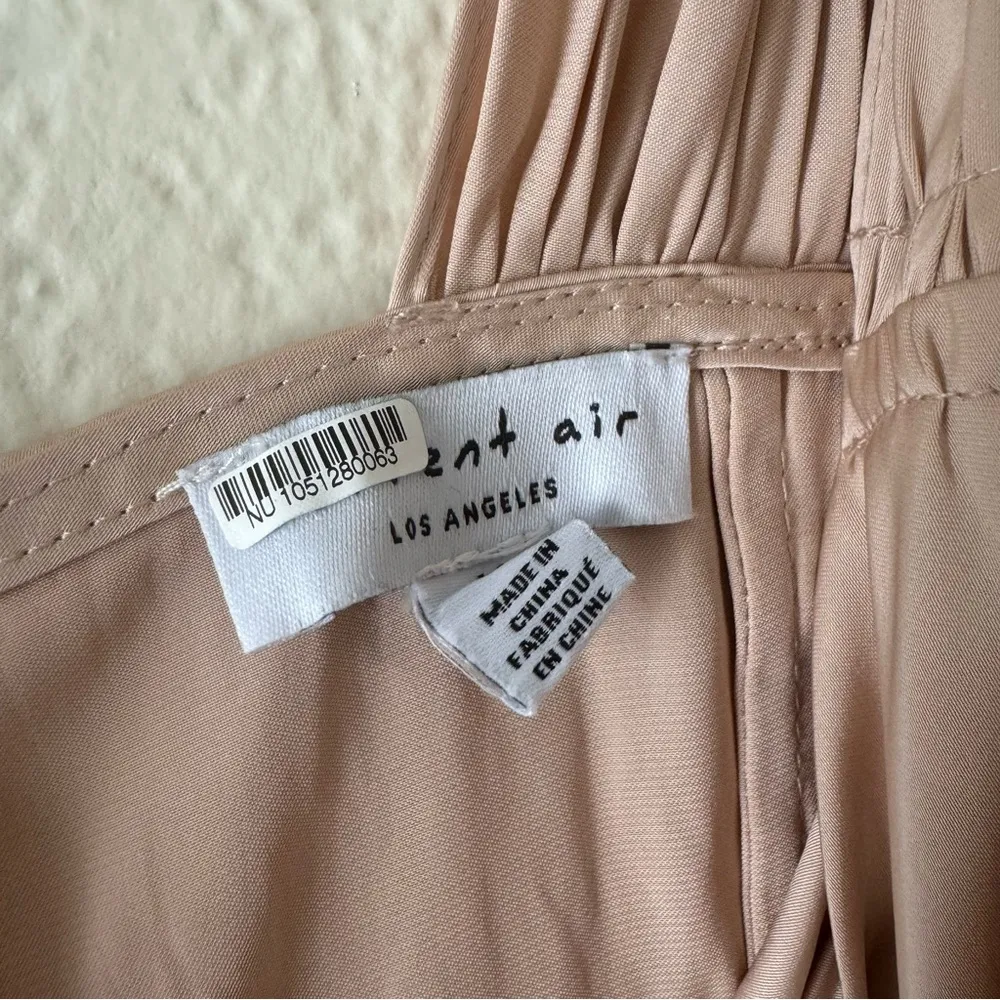 ent air
LOS ANGELES
NU 1051280063
MADE IN
CHINA
FABRIQUÉ
EN CHINE